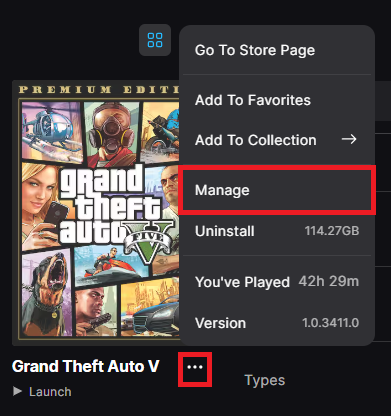 Go To Store Page
Add To Favorites
Add To Collection →
Manage
Uninstall 114.27GB
You've Played 42h 29m
Version 1.0.3411.0
PREMIUM EDITI
grand
theft
auto V
FIVE
Grand Theft Auto V ...
Launch
Types